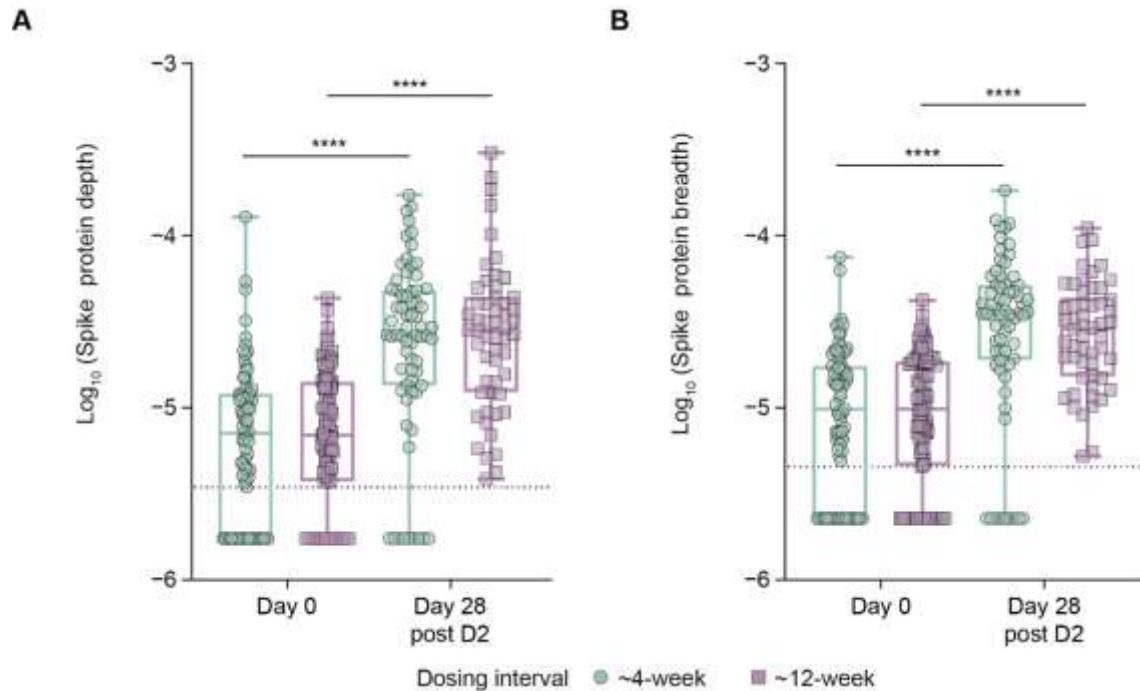 A
Log₁₀ (Spike protein depth)
−3
−4
−5
−6
****
****
Day 0
Day 28
post D2
B
Log₁₀ (Spike protein breadth)
−3
−4
−5
−6
****
****
Day 0
Day 28
post D2
Dosing interval ~4-week ~12-week